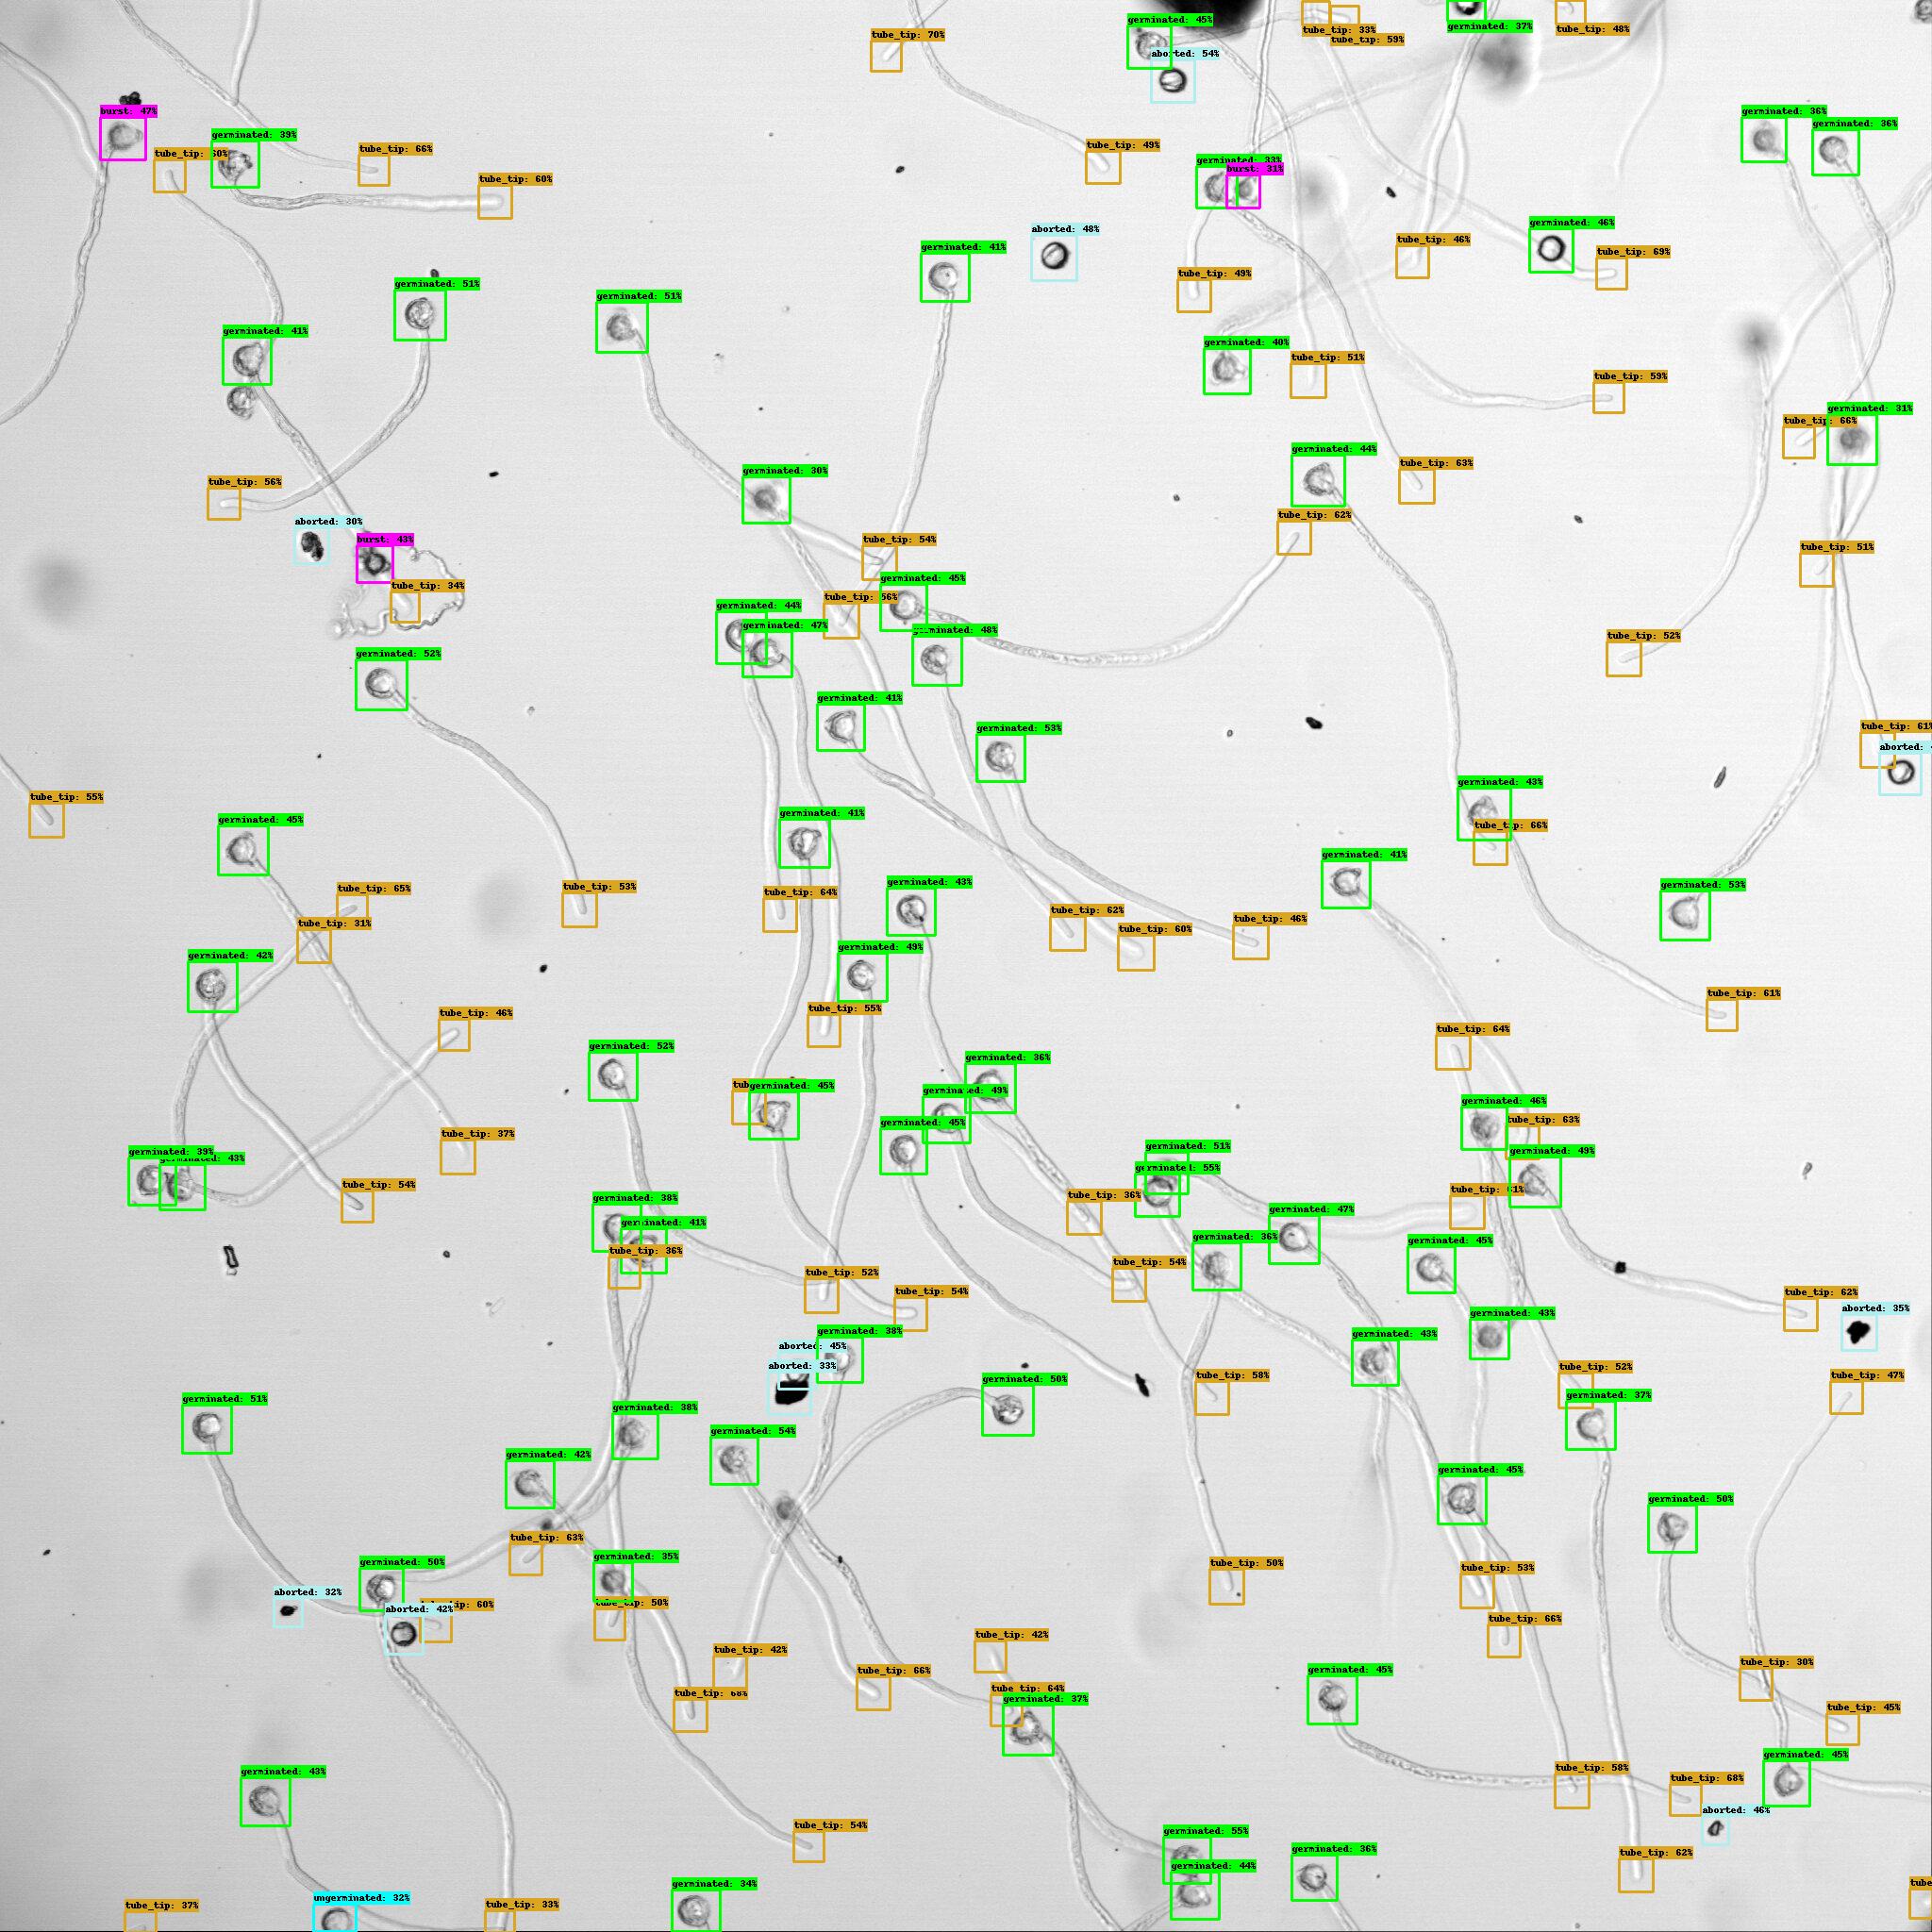 germinated: 45%
tube_tip: 70%
aborted: 54%
tube_tip: 33%
tube_tip: 59%
germinated: 37%
tube_tip: 48%
burst: 47%
germinated: 39%
tube_tip: 60%
tube_tip: 66%
tube_tip: 60%
tube_tip: 49%
germinated: 33%
burst: 31%
germinated: 36%
germinated: 36%
germinated: 41%
aborted: 48%
tube_tip: 49%
tube_tip: 46%
germinated: 46%
tube_tip: 69%
germinated: 51%
germinated: 51%
germinated: 41%
germinated: 40%
tube_tip: 51%
tube_tip: 59%
germinated: 31%
tube_tip: 66%
germinated: 44%
tube_tip: 63%
germinated: 30%
tube_tip: 56%
tube_tip: 62%
aborted: 30%
burst: 43%
tube_tip: 54%
tube_tip: 51%
tube_tip: 34%
germinated: 45%
tube_tip: 56%
germinated: 44%
germinated: 47%
germinated: 48%
tube_tip: 52%
germinated: 52%
germinated: 41%
germinated: 53%
tube_tip: 61%
aborted:
germinated: 43%
tube_tip: 55%
germinated: 45%
germinated: 41%
tube_tip: 66%
germinated: 41%
tube_tip: 65%
tube_tip: 53%
tube_tip: 64%
germinated: 43%
germinated: 53%
tube_tip: 31%
tube_tip: 62%
tube_tip: 60%
tube_tip: 46%
germinated: 42%
germinated: 49%
tube_tip: 61%
tube_tip: 46%
tube_tip: 55%
tube_tip: 64%
germinated: 52%
germinated: 36%
germinated: 45%
germinated: 49%
germinated: 46%
tube_tip: 63%
germinated: 45%
tube_tip: 37%
germinated: 39%
germinated: 43%
germinated: 51%
germinated: 55%
germinated: 49%
tube_tip: 54%
tube_tip: 36%
tube_tip: 61%
germinated: 38%
germinated: 41%
germinated: 47%
germinated: 36%
germinated: 45%
tube_tip: 36%
tube_tip: 52%
tube_tip: 54%
tube_tip: 54%
tube_tip: 62%
aborted: 35%
germinated: 43%
germinated: 38%
germinated: 43%
aborted: 45%
aborted: 33%
germinated: 50%
tube_tip: 58%
tube_tip: 52%
tube_tip: 47%
germinated: 51%
germinated: 38%
germinated: 37%
germinated: 54%
germinated: 42%
germinated: 45%
germinated: 50%
tube_tip: 63%
germinated: 50%
germinated: 35%
tube_tip: 50%
tube_tip: 53%
aborted: 32%
tube_tip: 60%
aborted: 42%
tube_tip: 50%
tube_tip: 66%
tube_tip: 42%
tube_tip: 42%
tube_tip: 66%
tube_tip: 30%
germinated: 45%
tube_tip: 64%
germinated: 37%
tube_tip: 45%
germinated: 45%
tube_tip: 58%
tube_tip: 68%
germinated: 43%
aborted: 46%
tube_tip: 54%
germinated: 55%
germinated: 44%
germinated: 36%
tube_tip: 62%
germinated: 34%
ungerminated: 32%
tube_tip: 37%
tube_tip: 33%
tube